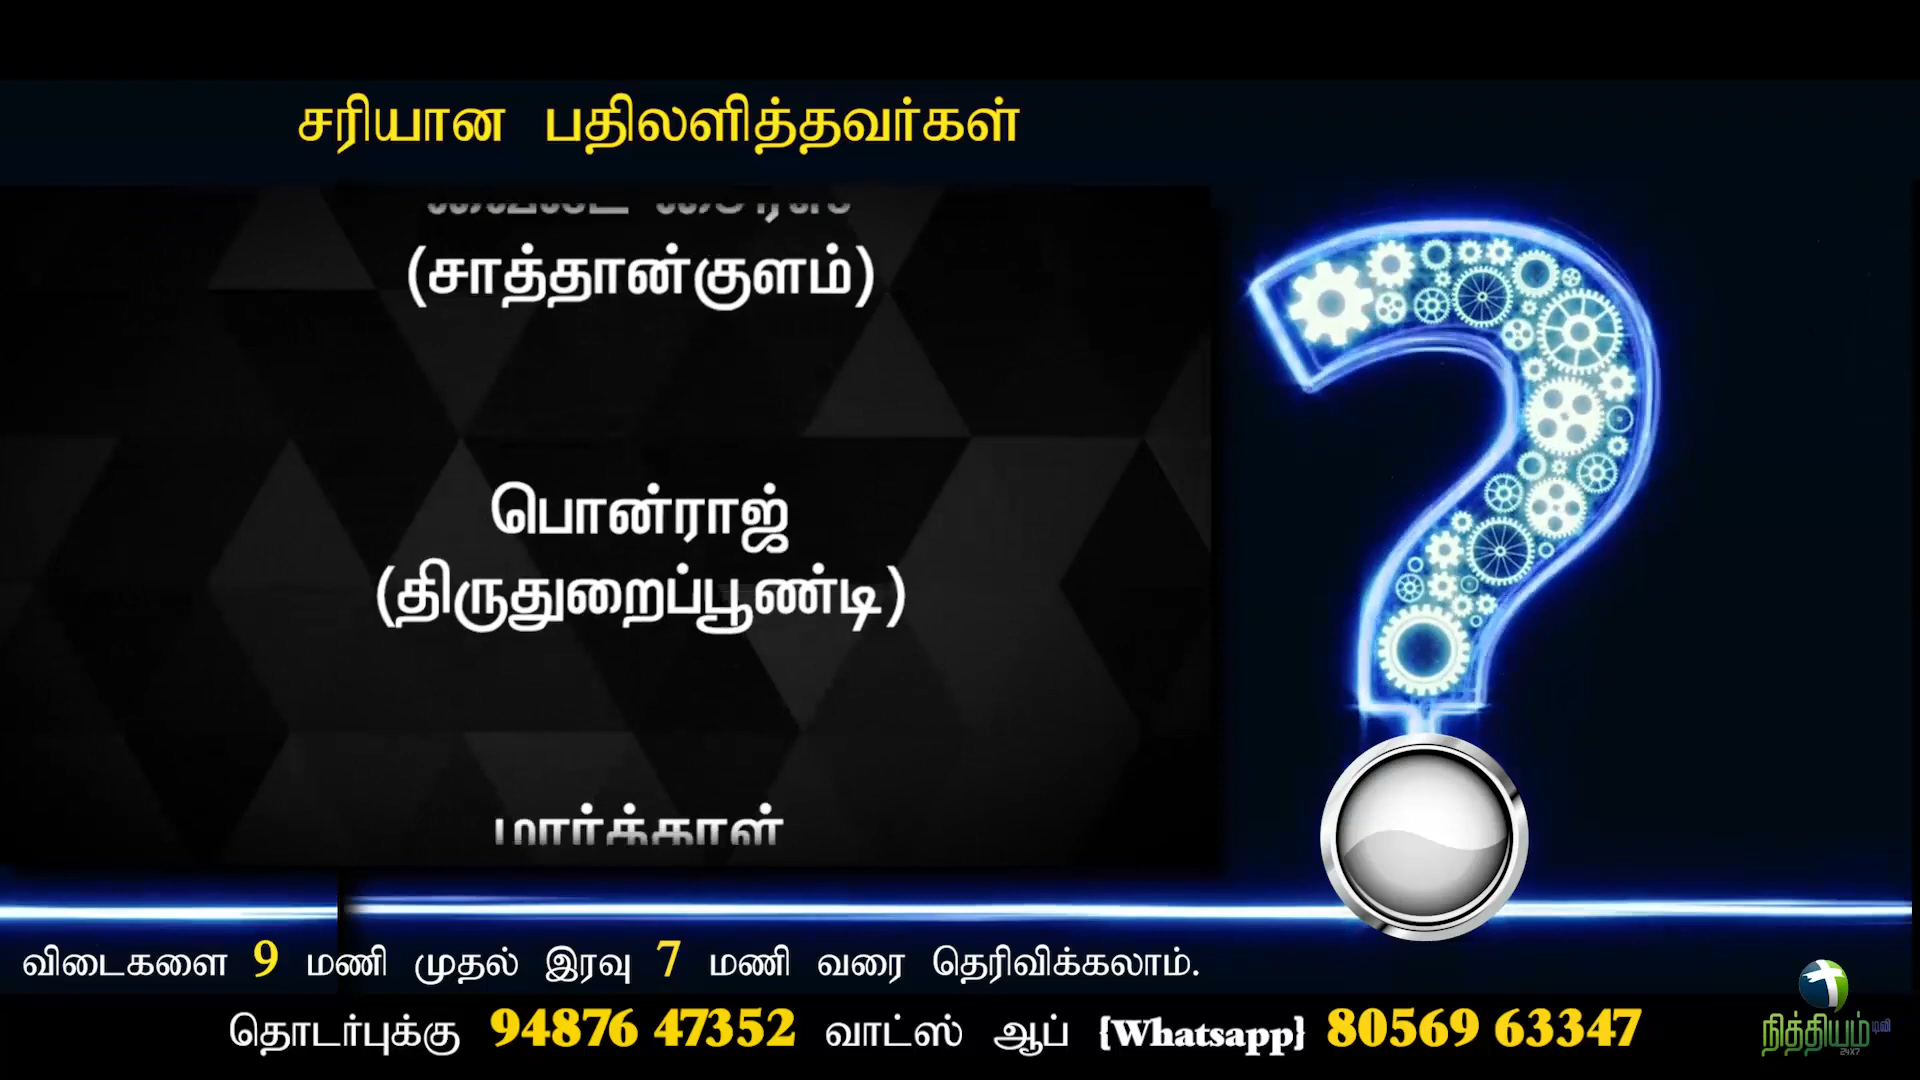 சரியான பதிலளித்தவர்கள்
(சாத்தான்குளம்)
பொன்ராஜ்
(திருதுறைப்பூண்டி)
விடைகளை 9 மணி முதல் இரவு 7 மணி வரை தெரிவிக்கலாம்.
தொடர்புக்கு 94876 47352 வாட்ஸ் ஆப் {Whatsapp} 80569 63347
நித்தியம் டிவி
24X7